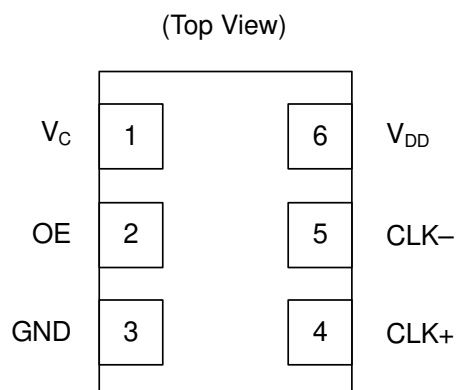 (Top View)
V_C 1 6 V_DD
OE 2 5 CLK–
GND 3 4 CLK+